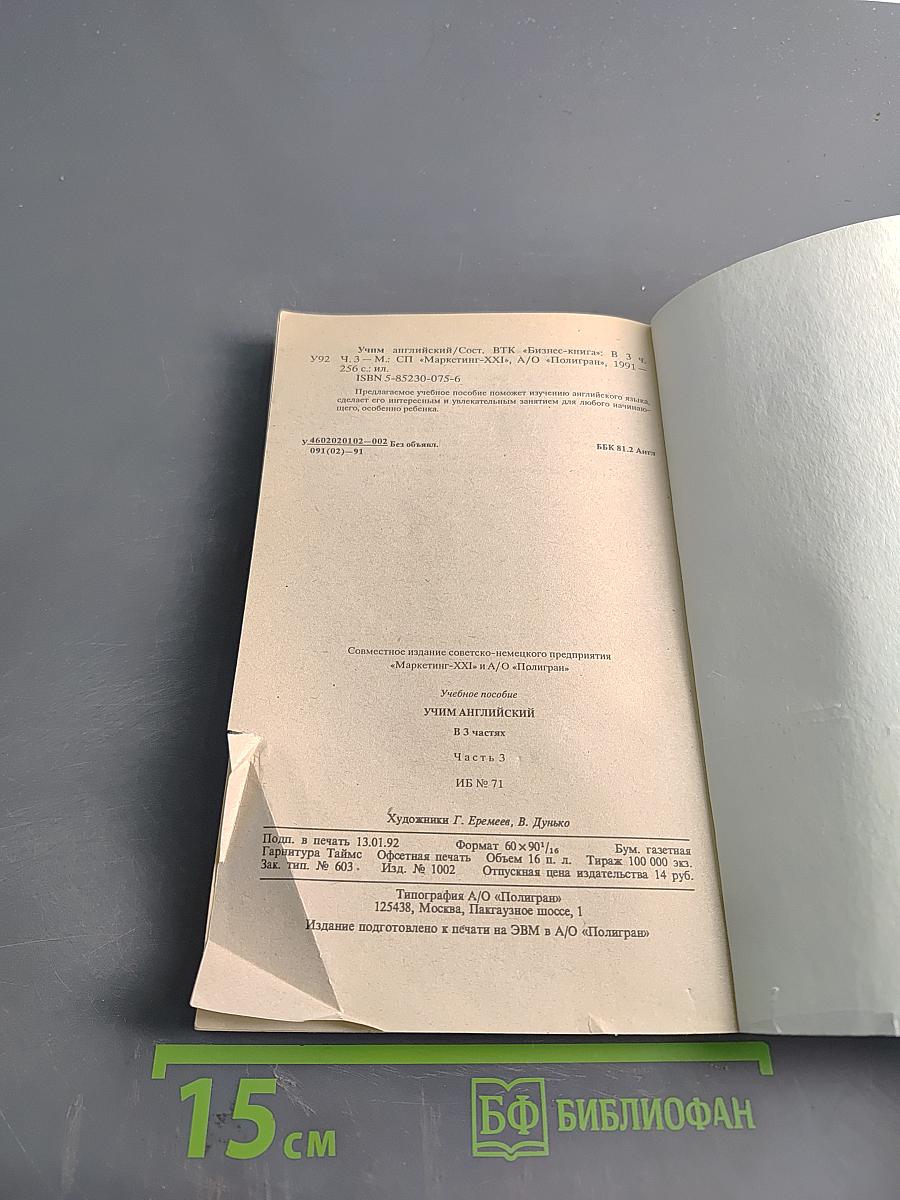 Учим английский/Сост. ВТК «Бизнес-книга»: В 3 ч.
У92 Ч. 3 — М.: СП «Маркетинг-XXI», А/О «Полигран», 1991 —
256 с.: ил.
ISBN 5-85230-075-6
Предлагаемое учебное пособие поможет изучению английского языка,
сделает его интересным и увлекательным занятием для любого начинаю-
щего, особенно ребенка.
У 4602020102—002 Без объявл.
091(02)—91
ББК 81.2 Англ
Совместное издание советско-немецкого предприятия
«Маркетинг-XXI» и А/О «Полигран»
Учебное пособие
УЧИМ АНГЛИЙСКИЙ
В 3 частях
Часть 3
ИБ № 71
Художники Г. Еремеев, В. Дунько
Подп. в печать 13.01.92 Формат 60×90¹/₁₆ Бум. газетная
Гарнитура Таймс Офсетная печать Объем 16 п. л. Тираж 100 000 экз.
Зак. тип. № 603. Изд. № 1002 Отпускная цена издательства 14 руб.
Типография А/О «Полигран»
125438, Москва, Пакгаузное шоссе, 1
Издание подготовлено к печати на ЭВМ в А/О «Полигран»
15 см
БФ БИБЛИОФАН